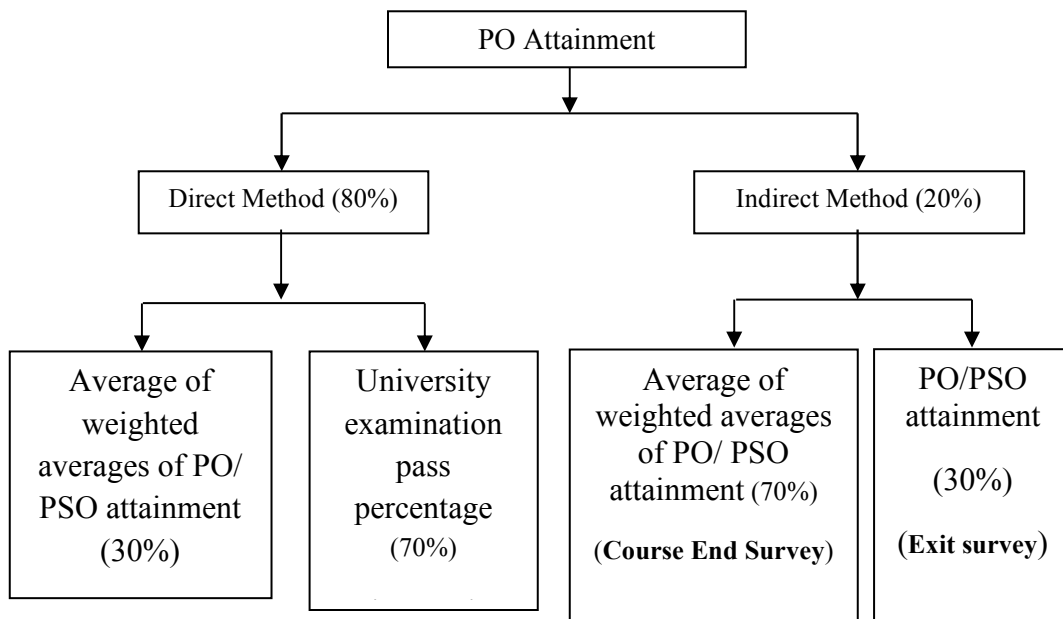 PO Attainment
Direct Method (80%)
Indirect Method (20%)
Average of
weighted
averages of PO/
PSO attainment
(30%)
University
examination
pass
percentage
(70%)
Average of
weighted averages
of PO/ PSO
attainment (70%)
(Course End Survey)
PO/PSO
attainment
(30%)
(Exit survey)